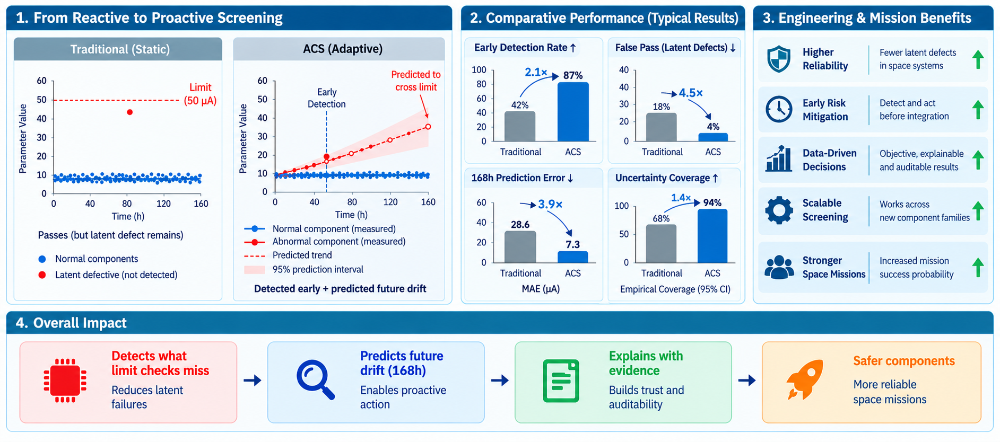 1. From Reactive to Proactive Screening
Traditional (Static)
60
50
40
30
20
10
0
Parameter Value
Limit
(50 µA)
0 40 80 120 160
Time (h)
Passes (but latent defect remains)
Normal components
Latent defective (not detected)
ACS (Adaptive)
Predicted to
cross limit
Early
Detection
60
50
40
30
20
10
0
Parameter Value
0 40 80 120 160
Time (h)
Normal component (measured)
Abnormal component (measured)
Predicted trend
95% prediction interval
Detected early + predicted future drift
2. Comparative Performance (Typical Results)
Early Detection Rate ↑
100
80
60
40
20
0
2.1×
42%
87%
Traditional ACS
False Pass (Latent Defects) ↓
40
40
30
20
0
4.5×
18%
4%
Traditional ACS
168h Prediction Error ↓
60
40
20
0
3.9×
28.6
7.3
Traditional ACS
MAE (µA)
Uncertainty Coverage ↑
100
50
0
1.4×
68%
94%
Traditional ACS
Empirical Coverage (95% CI)
3. Engineering & Mission Benefits
Higher
Reliability
Fewer latent defects
in space systems
Early Risk
Mitigation
Detect and act
before integration
Data-Driven
Decisions
Objective, explainable
and auditable results
Scalable
Screening
Works across
new component families
Stronger
Space Missions
Increased mission
success probability
4. Overall Impact
Detects what
limit checks miss
Reduces latent
failures
Predicts future
drift (168h)
Enables proactive
action
Explains with
evidence
Builds trust and
auditability
Safer components
More reliable
space missions